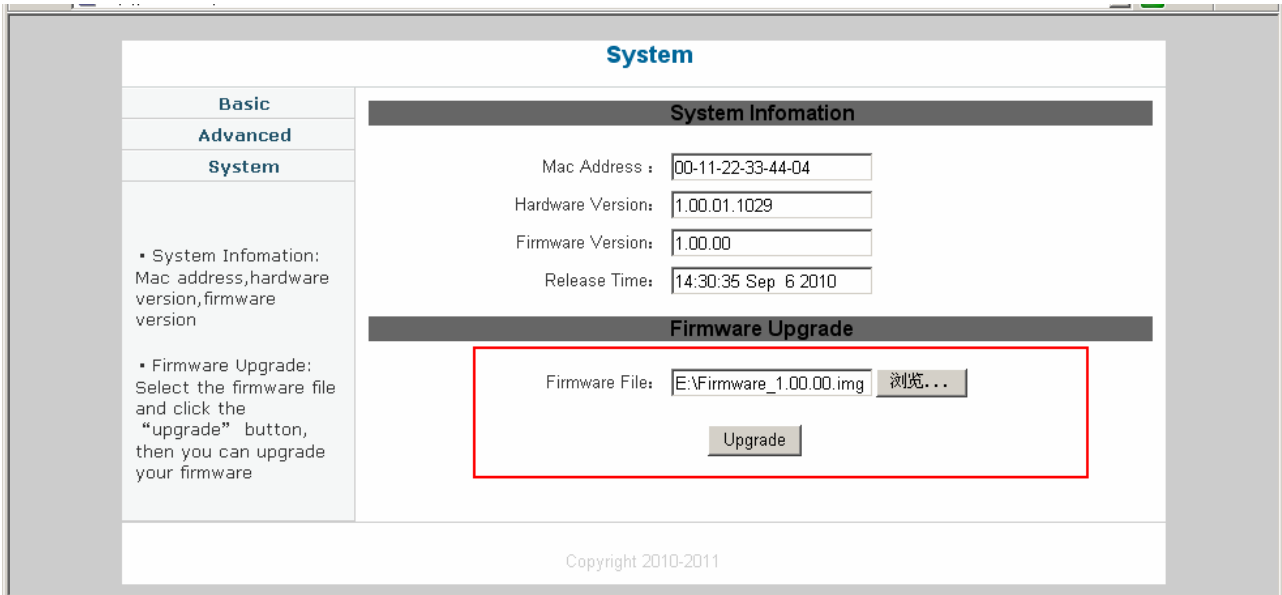 System
Basic
Advanced
System
▪ System Infomation:
Mac address,hardware
version,firmware
version
▪ Firmware Upgrade:
Select the firmware file
and click the
“upgrade” button,
then you can upgrade
your firmware
System Infomation
Mac Address： 00-11-22-33-44-04
Hardware Version： 1.00.01.1029
Firmware Version： 1.00.00
Release Time： 14:30:35 Sep  6 2010
Firmware Upgrade
Firmware File： E:\Firmware_1.00.00.img 浏览...
Upgrade
Copyright 2010-2011